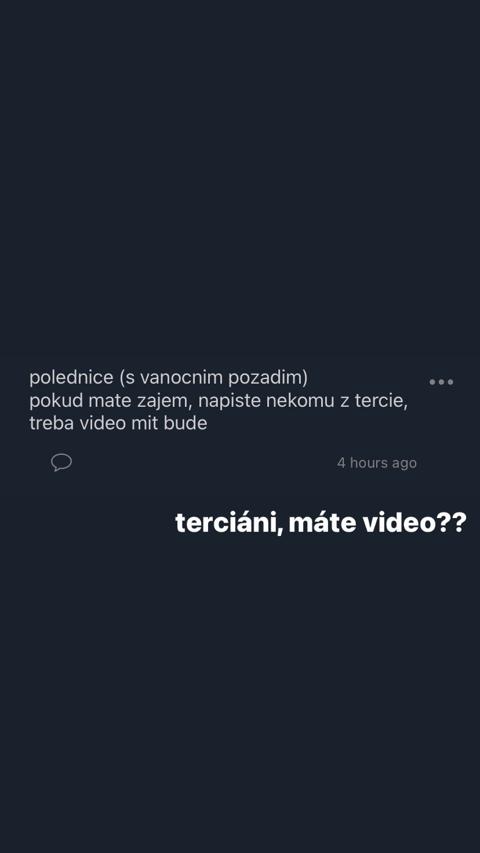 polednice (s vanocnim pozadim)
pokud mate zajem, napiste nekomu z tercie,
treba video mit bude
4 hours ago
terciáni, máte video??